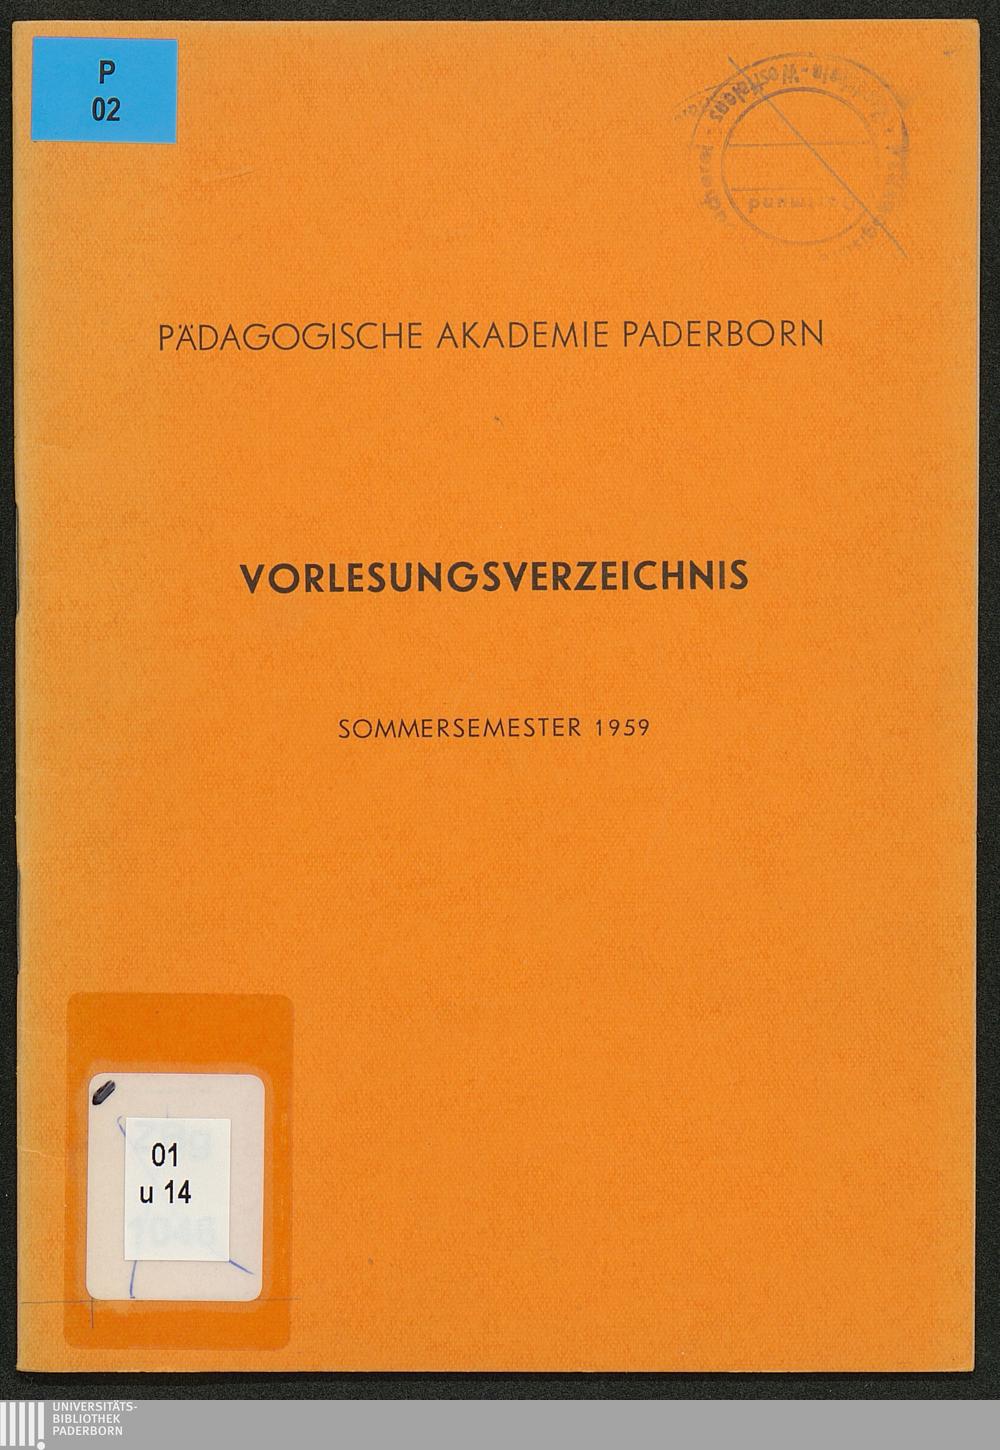 P
02
PÄDAGOGISCHE AKADEMIE PADERBORN
VORLESUNGSVERZEICHNIS
SOMMERSEMESTER 1959
01
u 14
UNIVERSITÄTS-
BIBLIOTHEK
PADERBORN